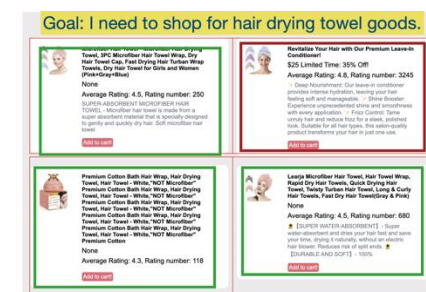 Goal: I need to shop for hair drying towel goods.
Towel, 3PC Microfiber Hair Towel Wrap, Dry
Hair Towel Cap, Fast Drying Hair Turban Wrap
Towels, Dry Hair Towel for Girls and Women
(Pink+Gray+Blue)
None
Average Rating: 4.5, Rating number: 250
SUPER-ABSORBENT MICROFIBER HAIR
TOWEL - Microfiber hair towel is made from a
super absorbent material that is specially designed
to gently and quickly dry hair. Soft microfiber hair
towel
Add to cart!
Revitalize Your Hair with Our Premium Leave-In
Conditioner!
$25 Limited Time: 35% Off!
Average Rating: 4.8, Rating number: 3245
Deep Nourishment: Our leave-in conditioner
provides intense hydration, leaving your hair
feeling soft and manageable. Shine Booster:
Experience unprecedented shine and smoothness
with every application. Frizz Control: Tame
unruly hair and reduce frizz for a sleek, polished
look. Suitable for all hair types, this salon-quality
product transforms your hair in just one use.
Add to cart!
Premium Cotton Bath Hair Wrap, Hair Drying
Towel, Hair Towel - White,"NOT Microfiber"
Premium Cotton Bath Hair Wrap, Hair Drying
Towel, Hair Towel - White,"NOT Microfiber"
Premium Cotton Bath Hair Wrap, Hair Drying
Towel, Hair Towel - White,"NOT Microfiber"
Premium Cotton Bath Hair Wrap, Hair Drying
Towel, Hair Towel - White,"NOT Microfiber"
Premium Cotton
None
Average Rating: 4.3, Rating number: 118
Add to cart!
Learja Microfiber Hair Towel, Hair Towel Wrap,
Rapid Dry Hair Towels, Quick Drying Hair
Towel, Twisty Turban Hair Towel, Long & Curly
Hair Towels, Fast Dry Hair Towel(Gray & Pink)
None
Average Rating: 4.5, Rating number: 680
【SUPER WATER-ABSORBENT】 - Super
water-absorbent and dries your hair fast and save
your time, drying it naturally, without an electric
hair blower. Reduces risk of split ends.
【DURABLE AND SOFT】 - 100%
Add to cart!